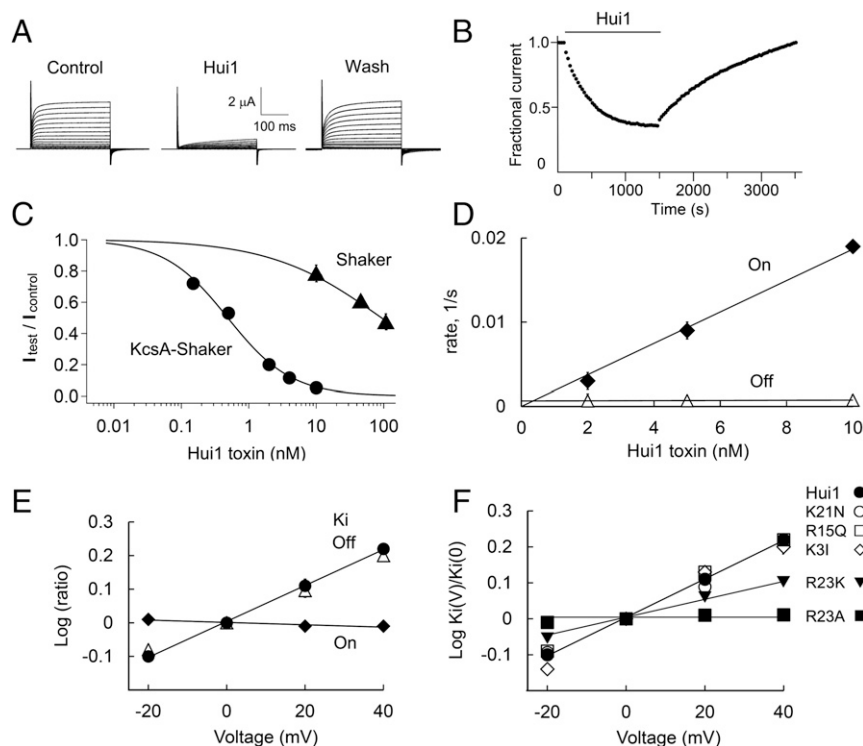 A
Control
Hui1
Wash
2 μA
100 ms
B
Hui1
Fractional current
1.0
0.5
0
0 1000 2000 3000
Time (s)
C
I test / I control
1.0
0.8
0.6
0.4
0.2
0.0
Shaker
KcsA-Shaker
0.01 0.1 1 10 100
Hui1 toxin (nM)
D
rate, 1/s
0.02
0.01
0
On
Off
0 2 4 6 8 10
Hui1 toxin (nM)
E
Log (ratio)
0.3
0.2
0.1
0
-0.1
Ki
Off
On
-20 0 20 40
Voltage (mV)
F
Log Ki(V)/Ki(0)
0.3
0.2
0.1
0
-0.1
Hui1
K21N
R15Q
K3I
R23K
R23A
-20 0 20 40
Voltage (mV)